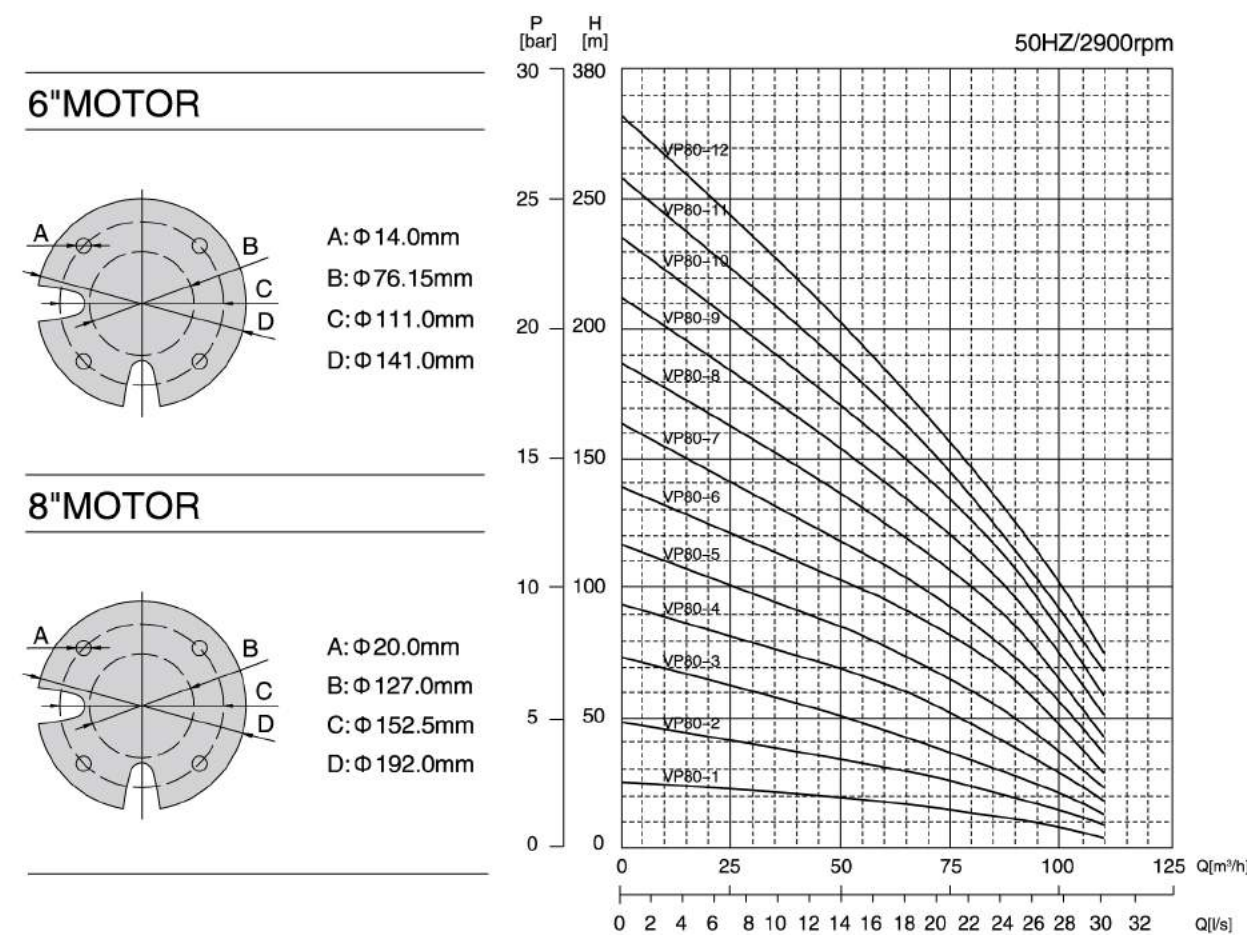 6"MOTOR
A
B
C
D
A:Φ14.0mm
B:Φ76.15mm
C:Φ111.0mm
D:Φ141.0mm
8"MOTOR
A
B
C
D
A:Φ20.0mm
B:Φ127.0mm
C:Φ152.5mm
D:Φ192.0mm
P
[bar]
H
[m]
50HZ/2900rpm
30 380
25 250
20 200
15 150
10 100
5 50
0 0
VP80-12
VP80-11
VP80-10
VP80-9
VP80-8
VP80-7
VP80-6
VP80-5
VP80-4
VP80-3
VP80-2
VP80-1
0 25 50 75 100 125 Q[m³/h]
0 2 4 6 8 10 12 14 16 18 20 22 24 26 28 30 32 Q[l/s]